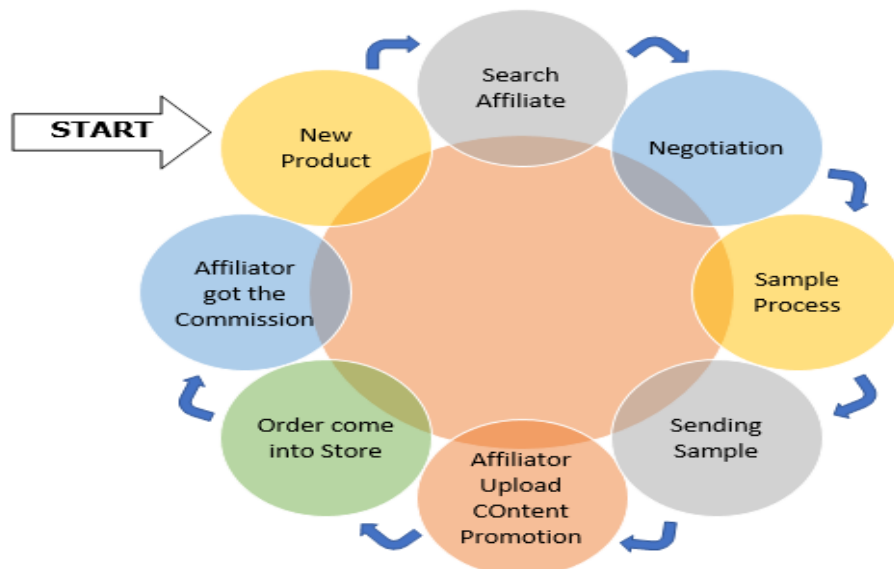 START
New
Product
Search
Affiliate
Negotiation
Sample
Process
Sending
Sample
Affiliator
Upload
COntent
Promotion
Order come
into Store
Affiliator
got the
Commission